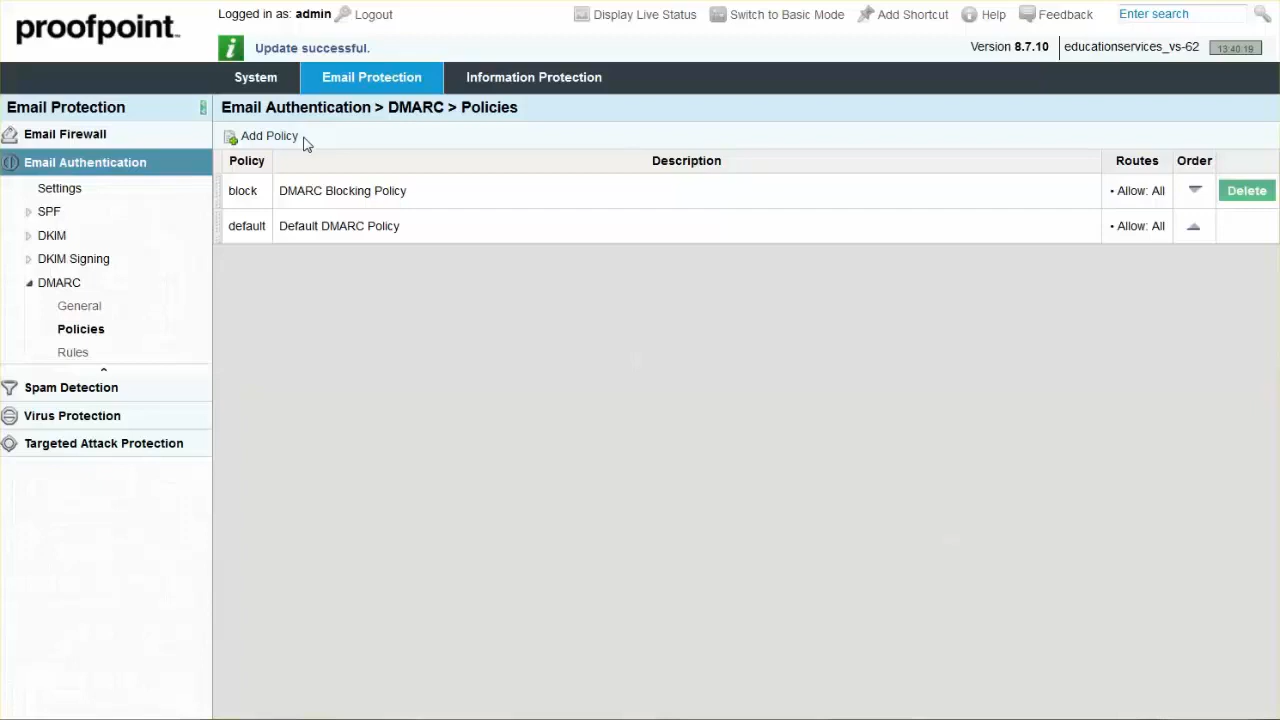 proofpoint™
Logged in as: admin Logout
Display Live Status Switch to Basic Mode Add Shortcut Help Feedback Enter search
Update successful.
Version 8.7.10 educationservices_vs-62 13:40:19
System Email Protection Information Protection
Email Protection
Email Authentication > DMARC > Policies
Email Firewall
Add Policy
Email Authentication
Policy Description Routes Order
Settings
block DMARC Blocking Policy • Allow: All Delete
SPF
default Default DMARC Policy • Allow: All
DKIM
DKIM Signing
DMARC
General
Policies
Rules
Spam Detection
Virus Protection
Targeted Attack Protection